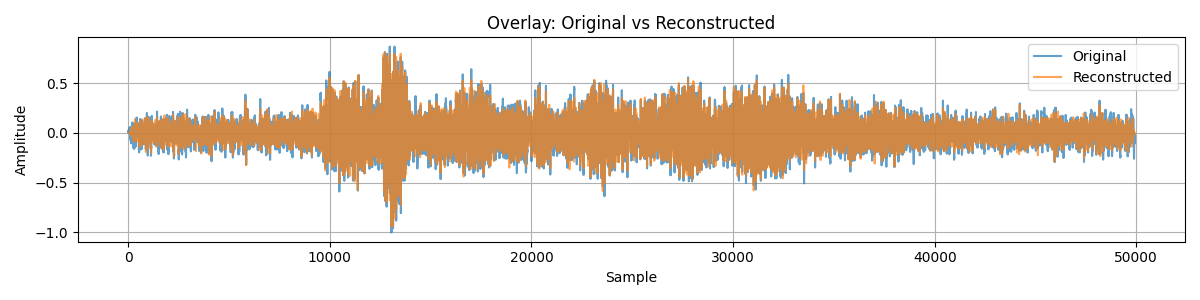 Overlay: Original vs Reconstructed
Original
Reconstructed
Amplitude
0.5
0.0
−0.5
−1.0
0
10000
20000
30000
40000
50000
Sample